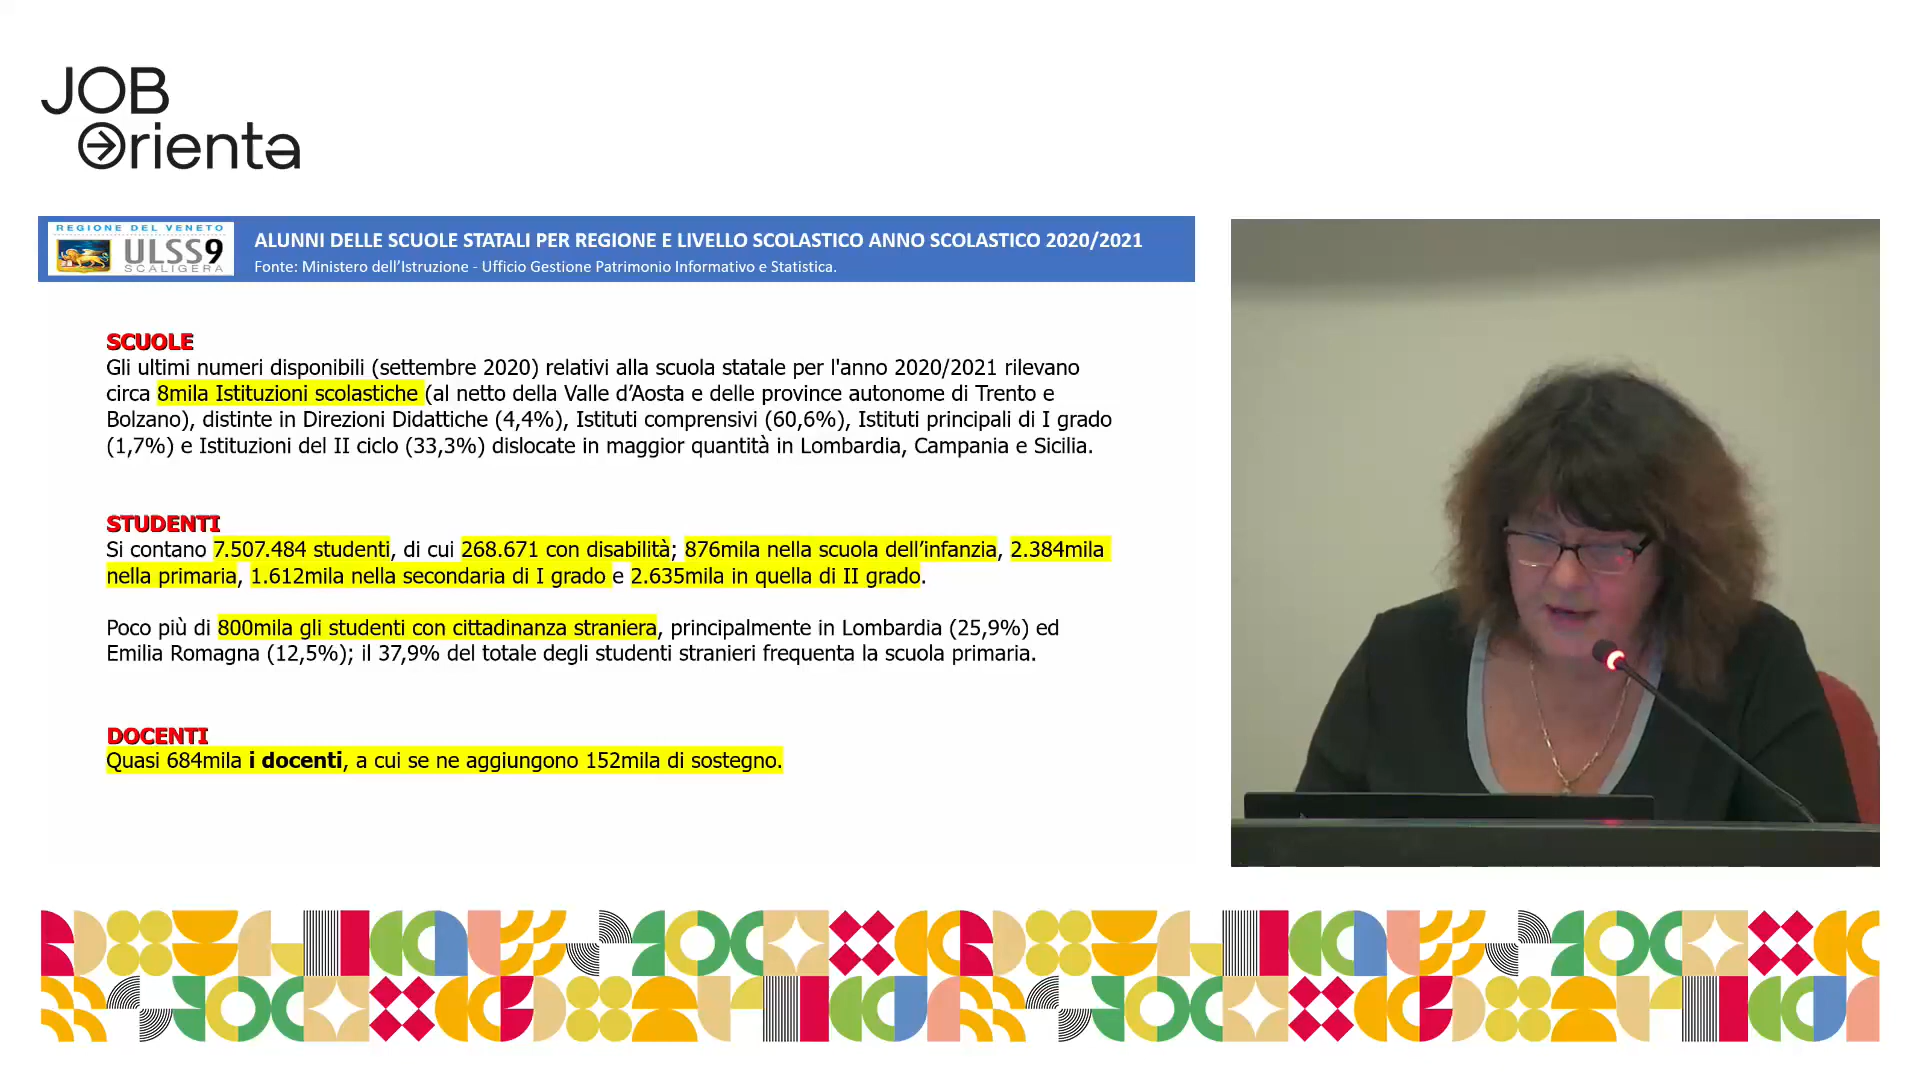 JOB
Orienta
REGIONE DEL VENETO
ULSS9
SCALIGERA
ALUNNI DELLE SCUOLE STATALI PER REGIONE E LIVELLO SCOLASTICO ANNO SCOLASTICO 2020/2021
Fonte: Ministero dell’Istruzione - Ufficio Gestione Patrimonio Informativo e Statistica.
SCUOLE
Gli ultimi numeri disponibili (settembre 2020) relativi alla scuola statale per l'anno 2020/2021 rilevano
circa 8mila Istituzioni scolastiche (al netto della Valle d’Aosta e delle province autonome di Trento e
Bolzano), distinte in Direzioni Didattiche (4,4%), Istituti comprensivi (60,6%), Istituti principali di I grado
(1,7%) e Istituzioni del II ciclo (33,3%) dislocate in maggior quantità in Lombardia, Campania e Sicilia.
STUDENTI
Si contano 7.507.484 studenti, di cui 268.671 con disabilità; 876mila nella scuola dell’infanzia, 2.384mila
nella primaria, 1.612mila nella secondaria di I grado e 2.635mila in quella di II grado.
Poco più di 800mila gli studenti con cittadinanza straniera, principalmente in Lombardia (25,9%) ed
Emilia Romagna (12,5%); il 37,9% del totale degli studenti stranieri frequenta la scuola primaria.
DOCENTI
Quasi 684mila i docenti, a cui se ne aggiungono 152mila di sostegno.